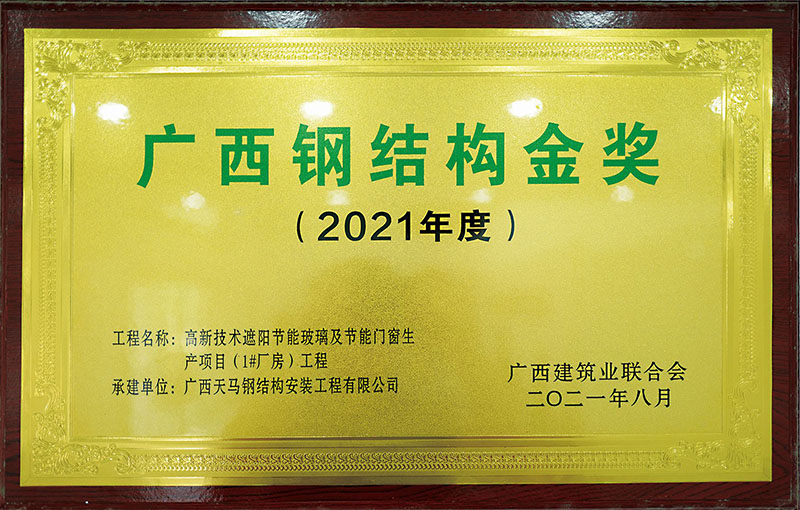 广西钢结构金奖
（2021年度）
工程名称：高新技术遮阳节能玻璃及节能门窗生
产项目（1#厂房）工程
承建单位：广西天马钢结构安装工程有限公司
广西建筑业联合会
二〇二一年八月